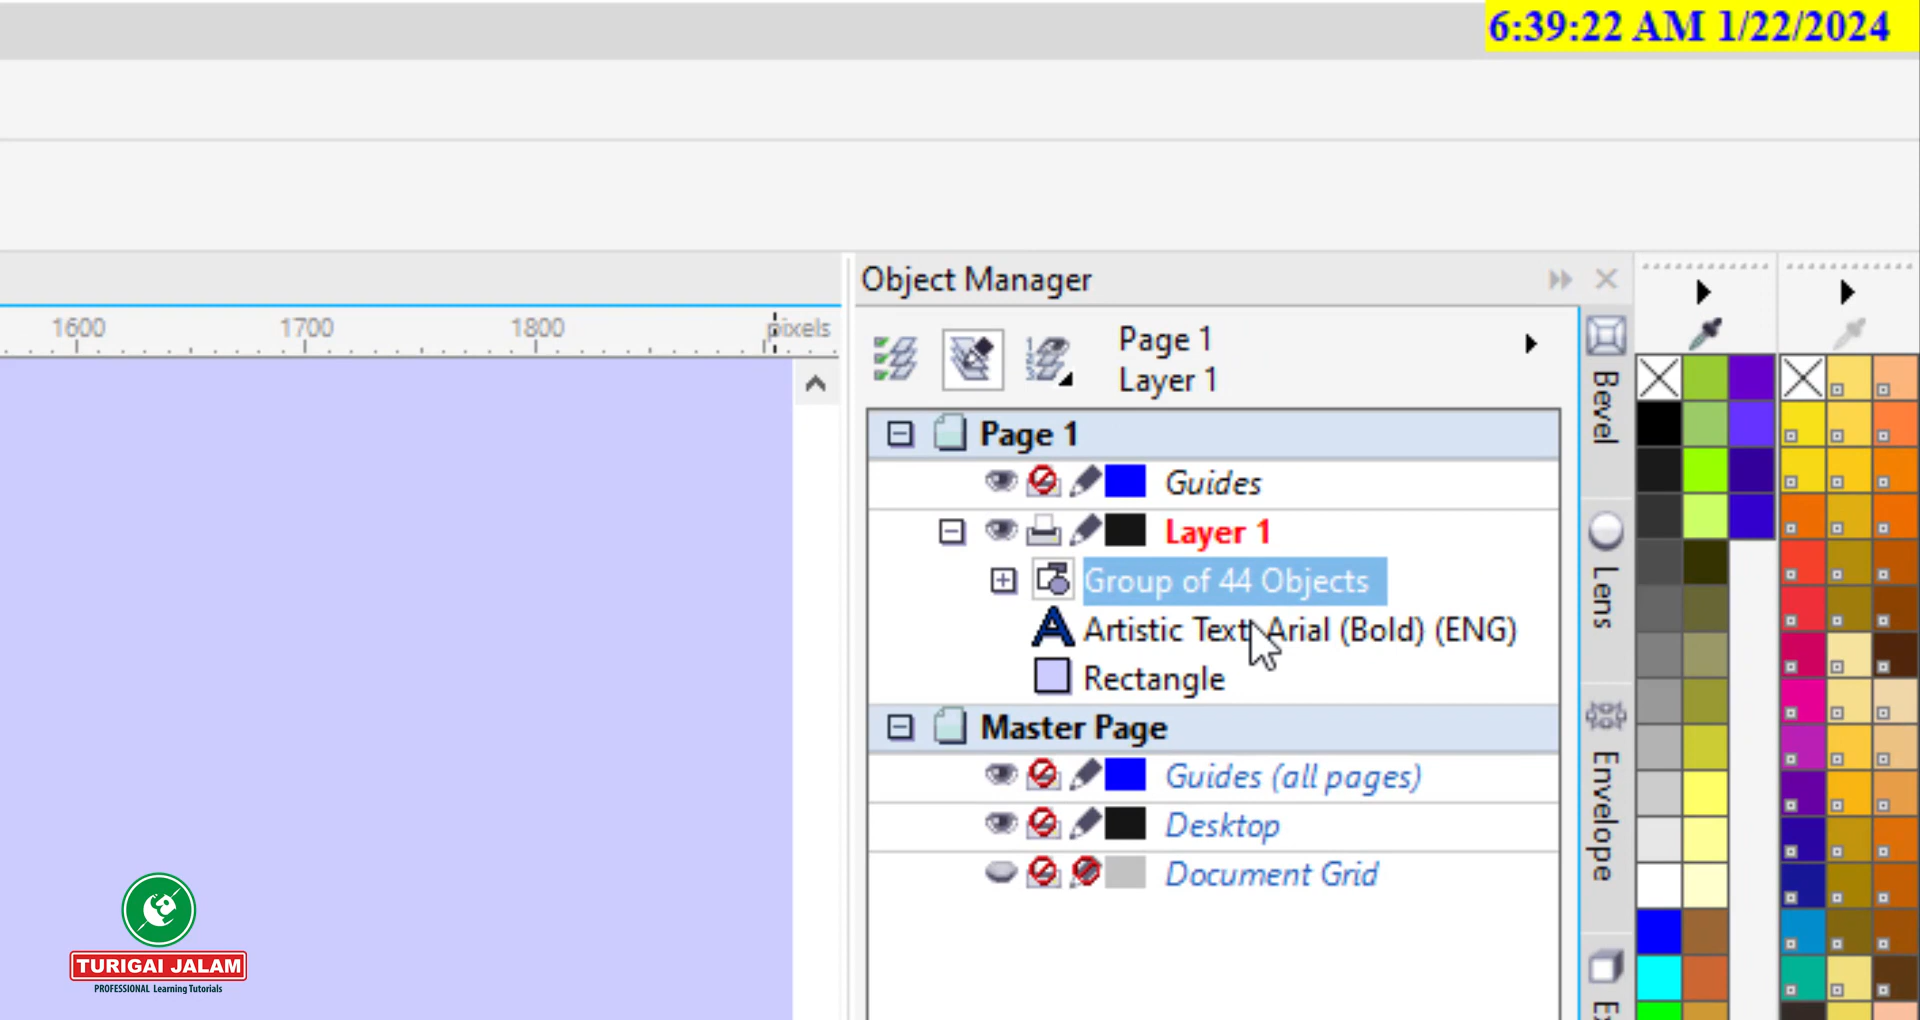 6:39:22 AM 1/22/2024
Object Manager
1600 1700 1800 pixels
Page 1
Layer 1
Page 1
Guides
Layer 1
Group of 44 Objects
Artistic Text: Arial (Bold) (ENG)
Rectangle
Master Page
Guides (all pages)
Desktop
Document Grid
Bevel
Lens
Envelope
TURIGAI JALAM
PROFESSIONAL Learning Tutorials